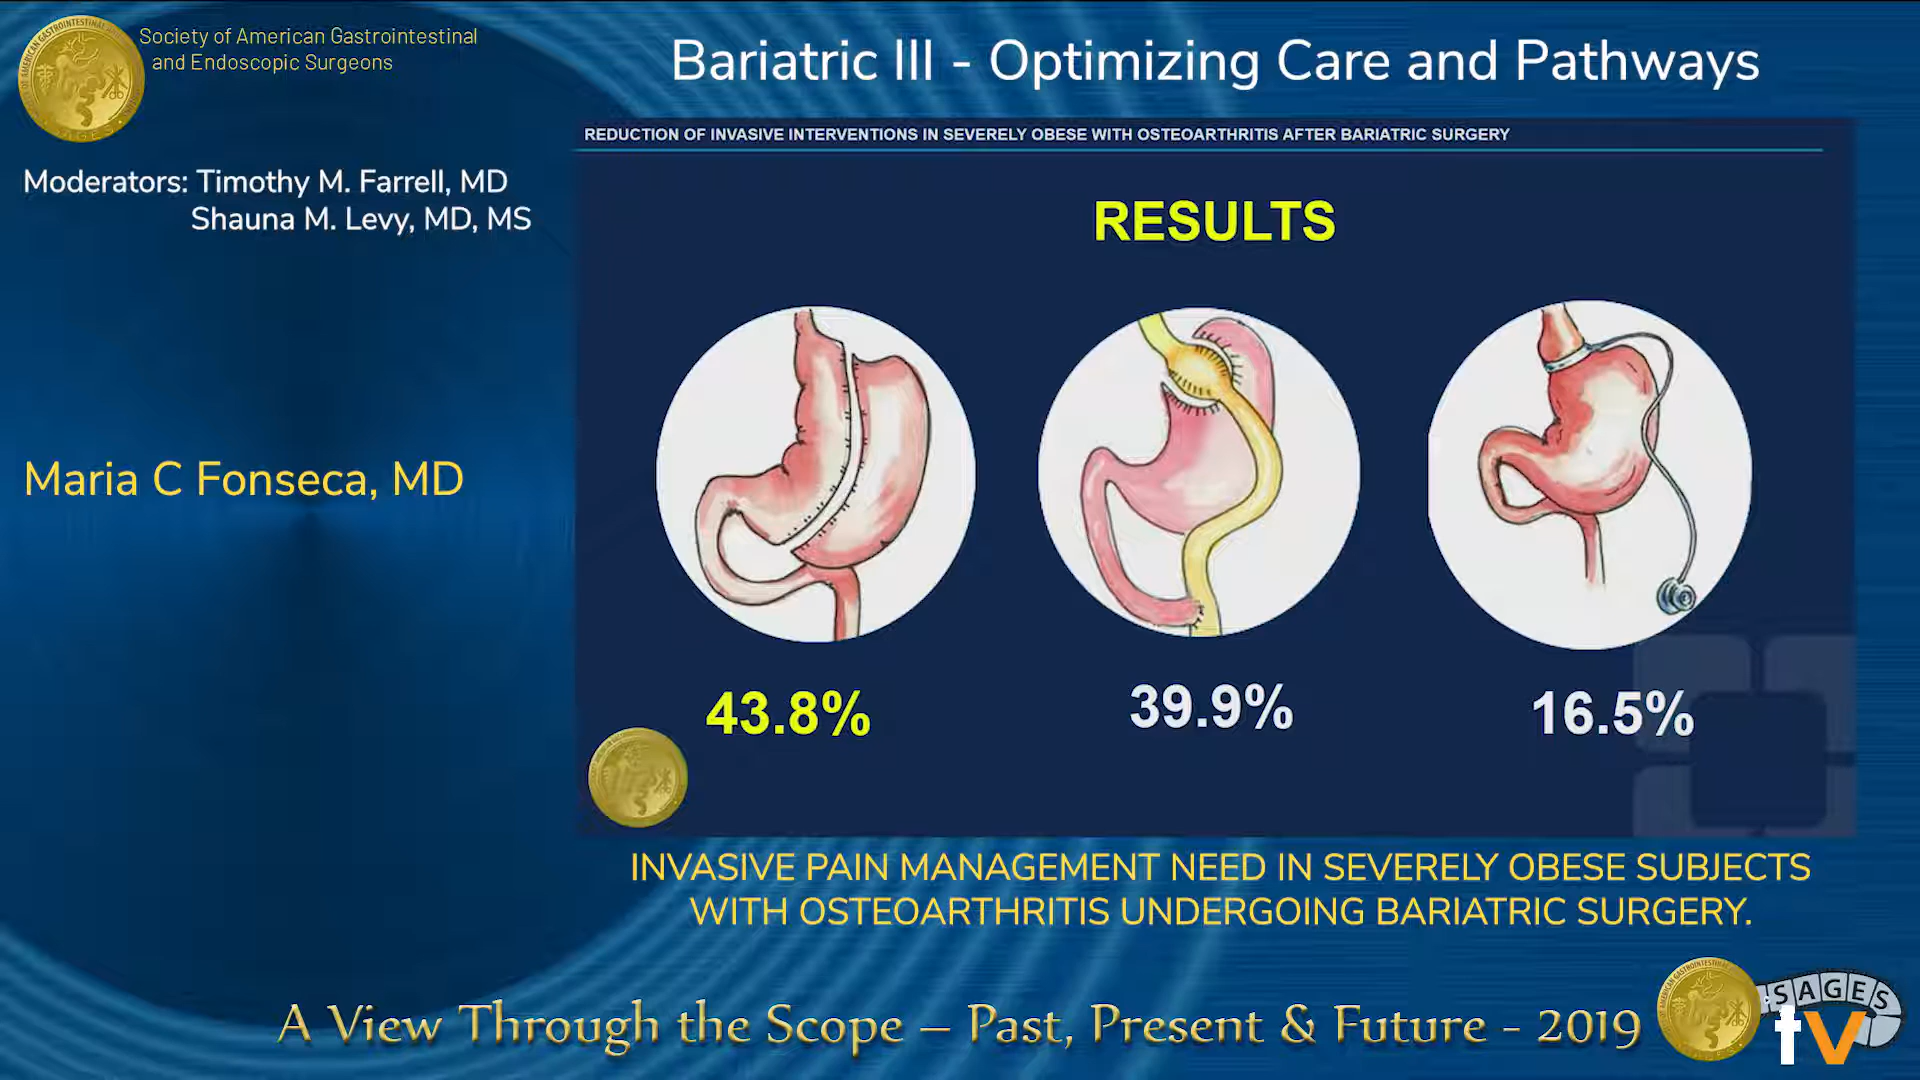 Society of American Gastrointestinal
and Endoscopic Surgeons
Bariatric III - Optimizing Care and Pathways
Moderators: Timothy M. Farrell, MD
Shauna M. Levy, MD, MS
Maria C Fonseca, MD
REDUCTION OF INVASIVE INTERVENTIONS IN SEVERELY OBESE WITH OSTEOARTHRITIS AFTER BARIATRIC SURGERY
RESULTS
43.8%
39.9%
16.5%
INVASIVE PAIN MANAGEMENT NEED IN SEVERELY OBESE SUBJECTS
WITH OSTEOARTHRITIS UNDERGOING BARIATRIC SURGERY.
A View Through the Scope – Past, Present & Future - 2019
SAGES
tv